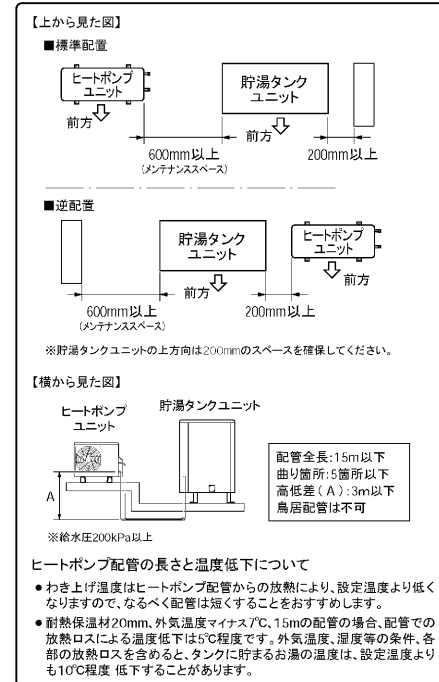 【上から見た図】
■標準配置
ヒートポンプ
ユニット
貯湯タンク
ユニット
前方
前方
600mm以上
(メンテナンススペース)
200mm以上
■逆配置
貯湯タンク
ユニット
ヒートポンプ
ユニット
前方
前方
600mm以上
(メンテナンススペース)
200mm以上
※貯湯タンクユニットの上方向は200mmのスペースを確保してください。
【横から見た図】
ヒートポンプ
ユニット
貯湯タンクユニット
A
配管全長:15m以下
曲り箇所:5箇所以下
高低差(A):3m以下
鳥居配管は不可
※給水圧200kPa以上
ヒートポンプ配管の長さと温度低下について
●わき上げ温度はヒートポンプ配管からの放熱により、設定温度より低く
なりますので、なるべく配管は短くすることをおすすめします。
●耐熱保温材20mm、外気温度マイナス7℃、15mの配管の場合、配管での
放熱ロスによる温度低下は5℃程度です。外気温度、湿度等の条件、各
部の放熱ロスを含めると、タンクに貯まるお湯の温度は、設定温度より
も10℃程度 低下することがあります。